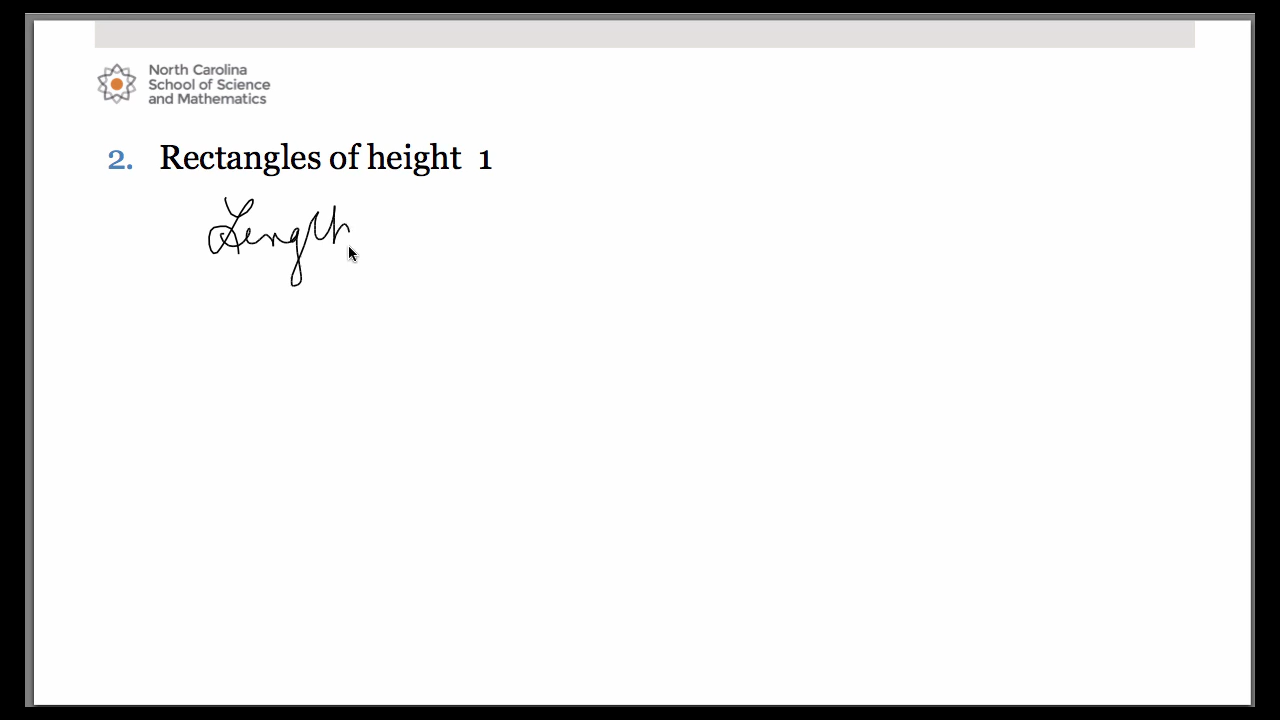 North Carolina
School of Science
and Mathematics
2. Rectangles of height 1
Length